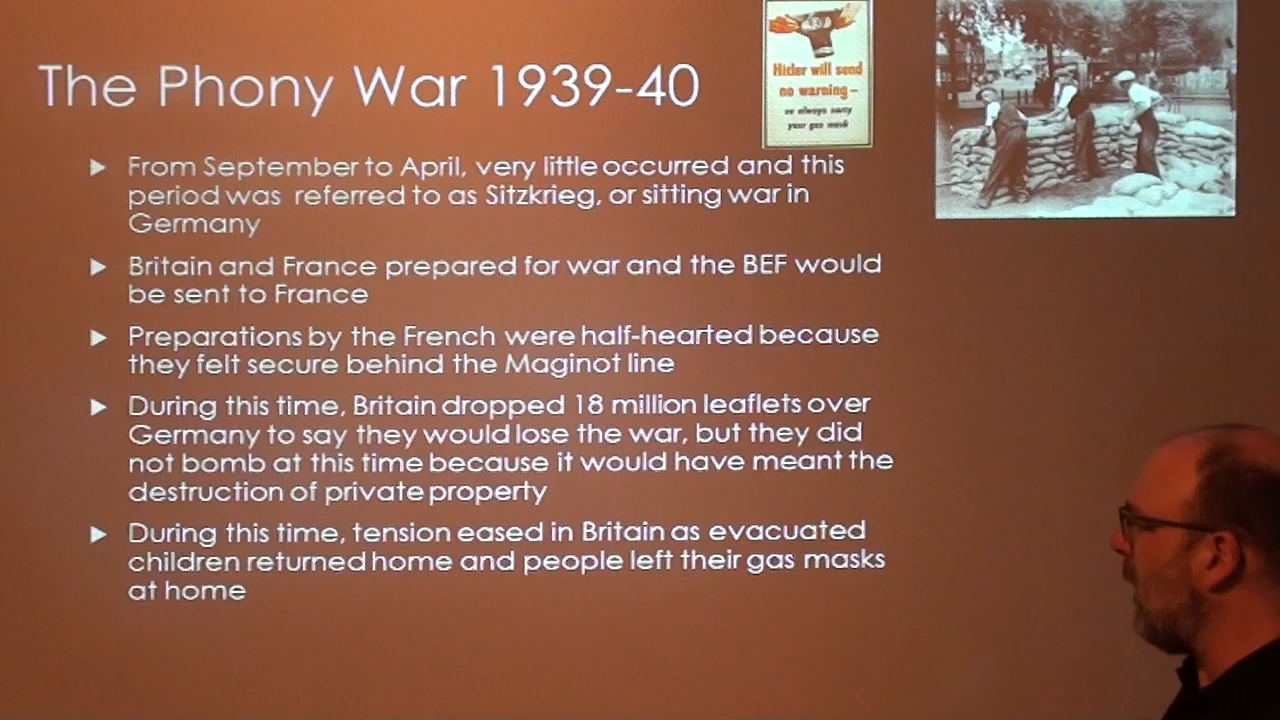 The Phony War 1939-40
Hitler will send
no warning –
so always carry
your gas mask
From September to April, very little occurred and this
period was referred to as Sitzkrieg, or sitting war in
Germany
Britain and France prepared for war and the BEF would
be sent to France
Preparations by the French were half-hearted because
they felt secure behind the Maginot line
During this time, Britain dropped 18 million leaflets over
Germany to say they would lose the war, but they did
not bomb at this time because it would have meant the
destruction of private property
During this time, tension eased in Britain as evacuated
children returned home and people left their gas masks
at home